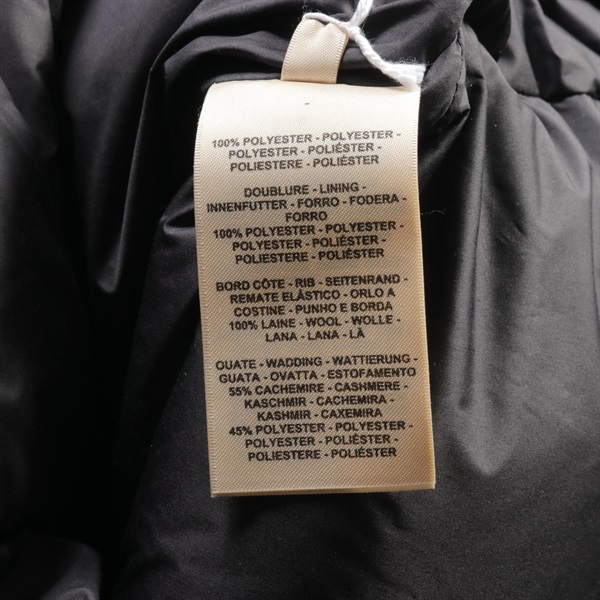 100% POLYESTER - POLYESTER -
POLYESTER - POLIÉSTER -
POLIESTERE - POLIÉSTER
DOUBLURE - LINING -
INNENFUTTER - FORRO - FODERA -
FORRO
100% POLYESTER - POLYESTER -
POLYESTER - POLIÉSTER -
POLIESTERE - POLIÉSTER
BORD CÔTE - RIB - SEITENRAND -
REMATE ELÁSTICO - ORLO A
COSTINE - PUNHO E BORDA
100% LAINE - WOOL - WOLLE -
LANA - LANA - LÃ
OUATE - WADDING - WATTIERUNG -
GUATA - OVATTA - ESTOFAMENTO
55% CACHEMIRE - CASHMERE -
KASCHMIR - CACHEMIRA -
KASHMIR - CAXEMIRA
45% POLYESTER - POLYESTER -
POLYESTER - POLIÉSTER -
POLIESTERE - POLIÉSTER